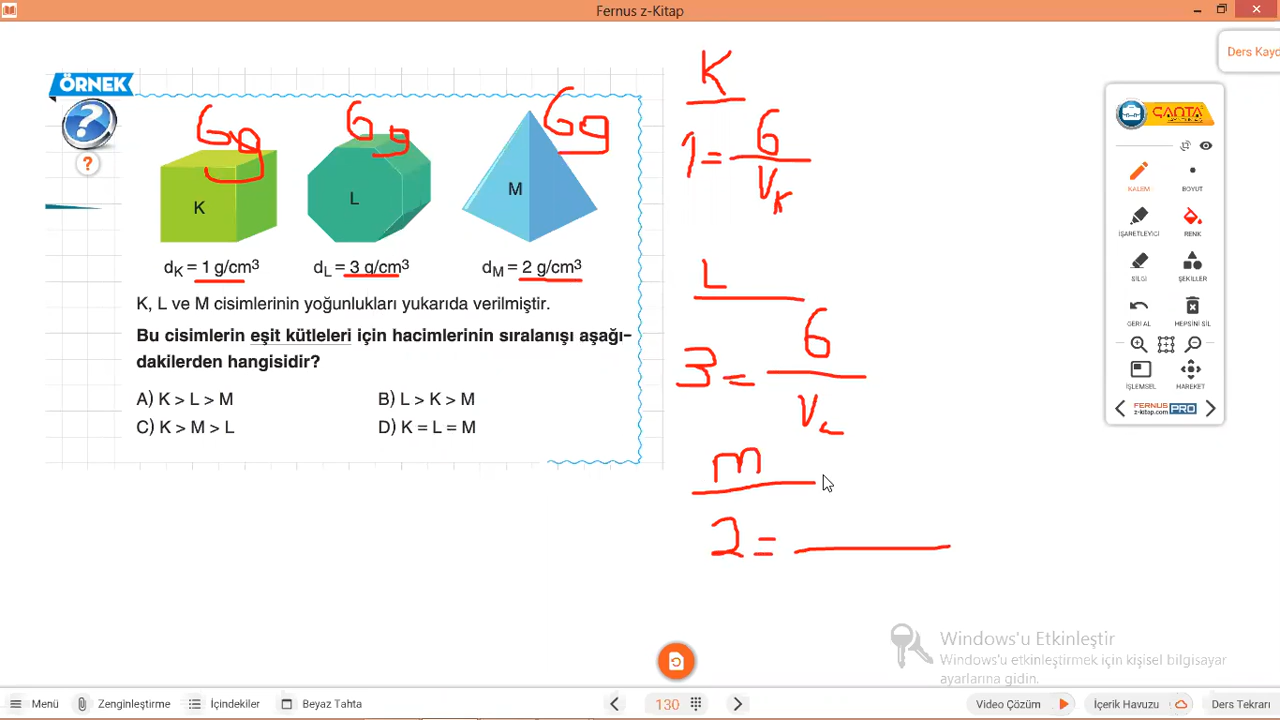 Fernus z-Kitap
Ders Kayd
ÖRNEK
?
?
6g
6g
6g
K
L
M
dK = 1 g/cm³
dL = 3 g/cm³
dM = 2 g/cm³
K, L ve M cisimlerinin yoğunlukları yukarıda verilmiştir.
Bu cisimlerin eşit kütleleri için hacimlerinin sıralanışı aşağı-
dakilerden hangisidir?
A) K > L > M
B) L > K > M
C) K > M > L
D) K = L = M
K
1 = 6
VK
L
3 = 6
VL
m
2 =
ÇANTA
KALEM
BOYUT
İŞARETLEYİCİ
RENK
SİLGİ
ŞEKİLLER
GERİ AL
HEPSİNİ SİL
İŞLEMSEL
HAREKET
FERNUS
z-kitap.com
PRO
Windows'u Etkinleştir
Windows'u etkinleştirmek için kişisel bilgisayar
ayarlarına gidin.
Menü
Zenginleştirme
İçindekiler
Beyaz Tahta
130
Video Çözüm
İçerik Havuzu
Ders Tekrarı